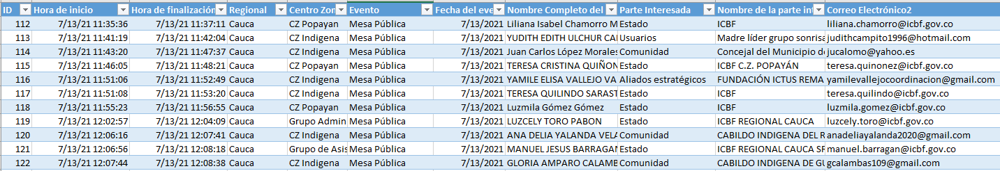 ID Hora de inicio Hora de finalización Regional Centro Zon Evento Fecha del eve Nombre Completo del Parte Interesada Nombre de la parte in Correo Electrónico2
112 7/13/21 11:35:36 7/13/21 11:37:11 Cauca CZ Popayan Mesa Pública 7/13/2021 Liliana Isabel Chamorro M Estado ICBF liliana.chamorro@icbf.gov.co
113 7/13/21 11:41:19 7/13/21 11:42:04 Cauca CZ Indigena Mesa Pública 7/13/2021 YUDITH EDITH ULCHUR CA Usuarios Madre líder grupo sonrisa judithcampito1996@hotmail.com
114 7/13/21 11:43:20 7/13/21 11:47:37 Cauca CZ Indigena Mesa Pública 7/13/2021 Juan Carlos López Morale Comunidad Concejal del Municipio d jucalomo@yahoo.es
115 7/13/21 11:46:05 7/13/21 11:48:21 Cauca CZ Popayan Mesa Pública 7/13/2021 TERESA CRISTINA QUIÑON Estado ICBF C.Z. POPAYÁN teresa.quinonez@icbf.gov.co
116 7/13/21 11:51:06 7/13/21 11:52:49 Cauca CZ Indigena Mesa Pública 7/13/2021 YAMILE ELISA VALLEJO VA Aliados estratégicos FUNDACIÓN ICTUS REMA yamilevallejocoordinacion@gmail.com
117 7/13/21 11:51:08 7/13/21 11:53:20 Cauca CZ Indigena Mesa Pública 7/13/2021 TERESA QUILINDO SARAST Estado ICBF teresa.quilindo@icbf.gov.co
118 7/13/21 11:55:23 7/13/21 11:56:55 Cauca CZ Popayan Mesa Pública 7/13/2021 Luzmila Gómez Gómez Estado ICBF luzmila.gomez@icbf.gov.co
119 7/13/21 12:02:57 7/13/21 12:04:09 Cauca Grupo Admin Mesa Pública 7/13/2021 LUZCELY TORO PABON Estado ICBF REGIONAL CAUCA luzcely.toro@icbf.gov.co
120 7/13/21 12:06:16 7/13/21 12:07:41 Cauca CZ Indigena Mesa Pública 7/13/2021 ANA DELIA YALANDA VELA Comunidad CABILDO INDIGENA DEL R anadeliayalanda2020@gmail.com
121 7/13/21 12:06:56 7/13/21 12:08:18 Cauca Grupo de Asis Mesa Pública 7/13/2021 MANUEL JESUS BARRAGAN Estado ICBF REGIONAL CAUCA SF manuel.barragan@icbf.gov.co
122 7/13/21 12:07:44 7/13/21 12:08:38 Cauca CZ Indigena Mesa Pública 7/13/2021 GLORIA AMPARO CALAMB Comunidad CABILDO INDIGENA DE GU gcalambas109@gmail.com